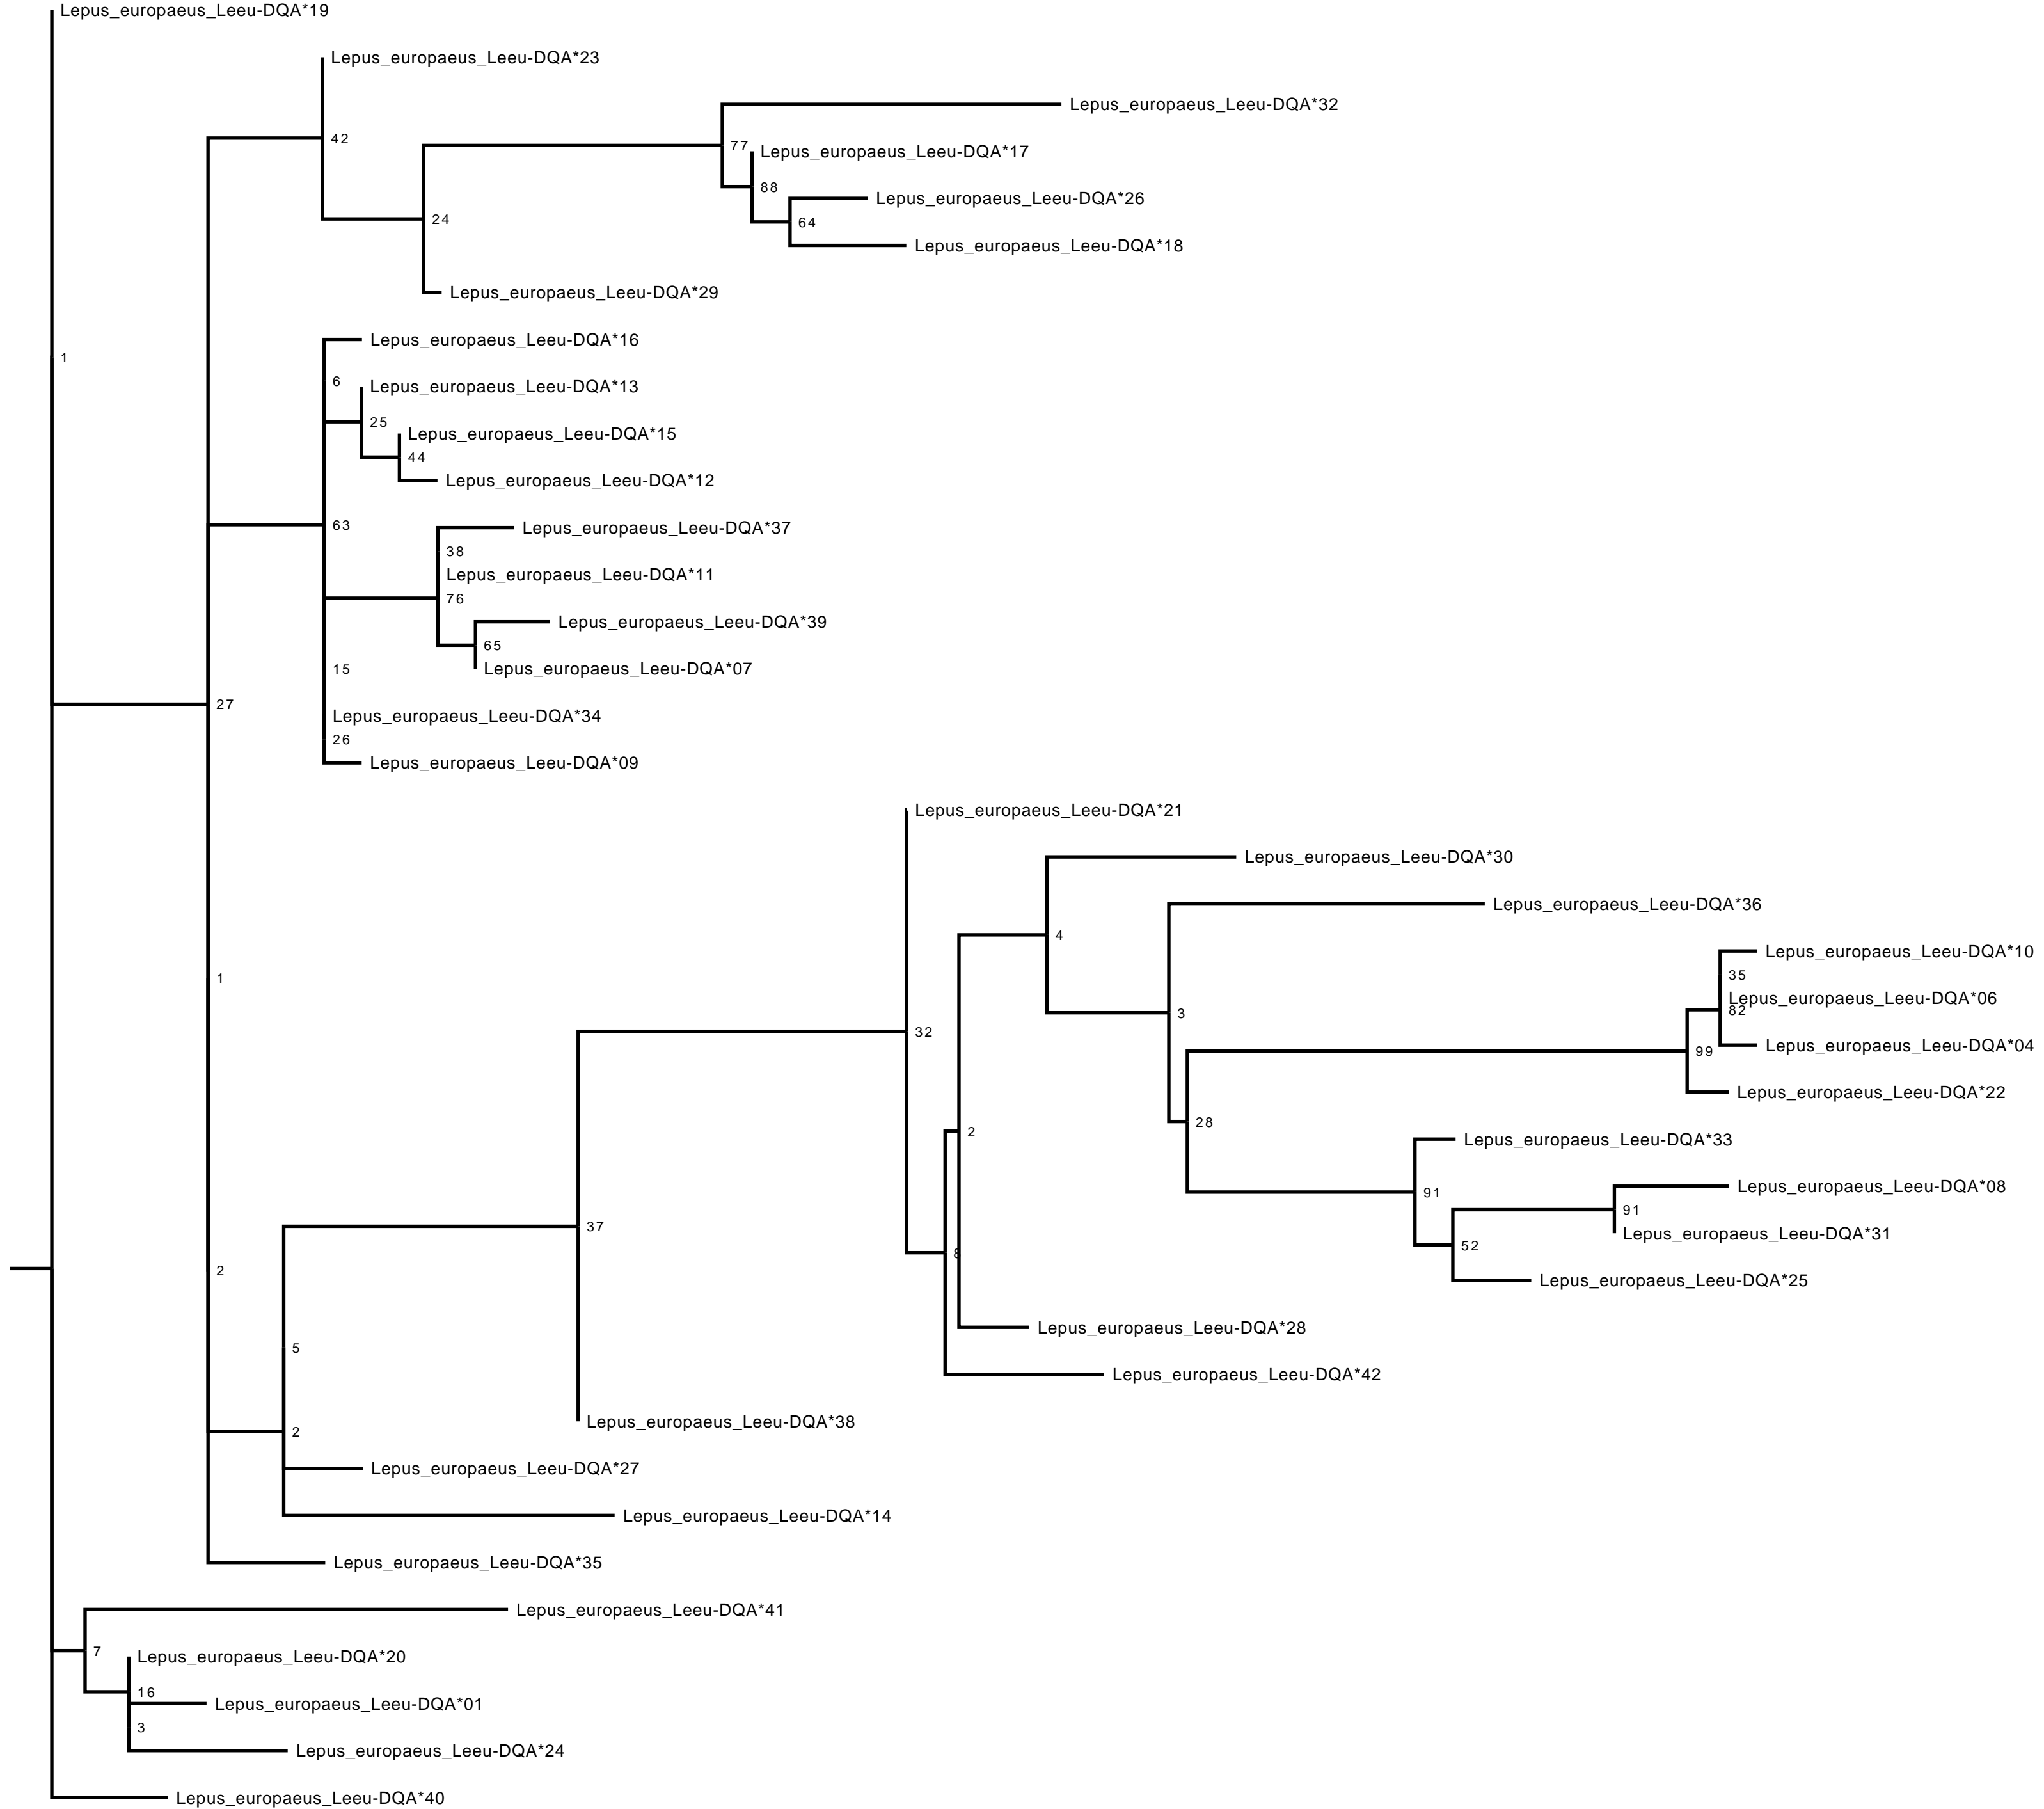 Lepus_europaeus_Leeu-DQA*19
Lepus_europaeus_Leeu-DQA*23
Lepus_europaeus_Leeu-DQA*32
42
77
Lepus_europaeus_Leeu-DQA*17
88
Lepus_europaeus_Leeu-DQA*26
24
64
Lepus_europaeus_Leeu-DQA*18
Lepus_europaeus_Leeu-DQA*29
Lepus_europaeus_Leeu-DQA*16
1
6
Lepus_europaeus_Leeu-DQA*13
25
Lepus_europaeus_Leeu-DQA*15
44
Lepus_europaeus_Leeu-DQA*12
63
Lepus_europaeus_Leeu-DQA*37
38
Lepus_europaeus_Leeu-DQA*11
76
Lepus_europaeus_Leeu-DQA*39
65
15
Lepus_europaeus_Leeu-DQA*07
27
Lepus_europaeus_Leeu-DQA*34
26
Lepus_europaeus_Leeu-DQA*09
Lepus_europaeus_Leeu-DQA*21
Lepus_europaeus_Leeu-DQA*30
Lepus_europaeus_Leeu-DQA*36
4
Lepus_europaeus_Leeu-DQA*10
1
35
Lepus_europaeus_Leeu-DQA*06
82
3
32
Lepus_europaeus_Leeu-DQA*04
99
Lepus_europaeus_Leeu-DQA*22
28
2
Lepus_europaeus_Leeu-DQA*33
Lepus_europaeus_Leeu-DQA*08
91
91
37
Lepus_europaeus_Leeu-DQA*31
52
8
2
Lepus_europaeus_Leeu-DQA*25
Lepus_europaeus_Leeu-DQA*28
5
Lepus_europaeus_Leeu-DQA*42
Lepus_europaeus_Leeu-DQA*38
2
Lepus_europaeus_Leeu-DQA*27
Lepus_europaeus_Leeu-DQA*14
Lepus_europaeus_Leeu-DQA*35
Lepus_europaeus_Leeu-DQA*41
7
Lepus_europaeus_Leeu-DQA*20
16
Lepus_europaeus_Leeu-DQA*01
3
Lepus_europaeus_Leeu-DQA*24
Lepus_europaeus_Leeu-DQA*40